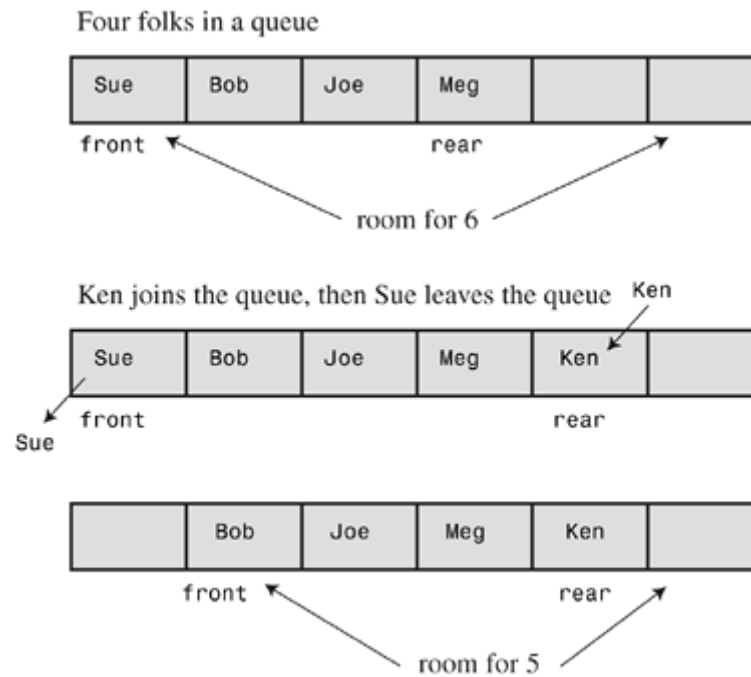 Four folks in a queue
Sue Bob Joe Meg
front rear
room for 6
Ken joins the queue, then Sue leaves the queue Ken
Sue Bob Joe Meg Ken
Sue front rear
Bob Joe Meg Ken
front rear
room for 5